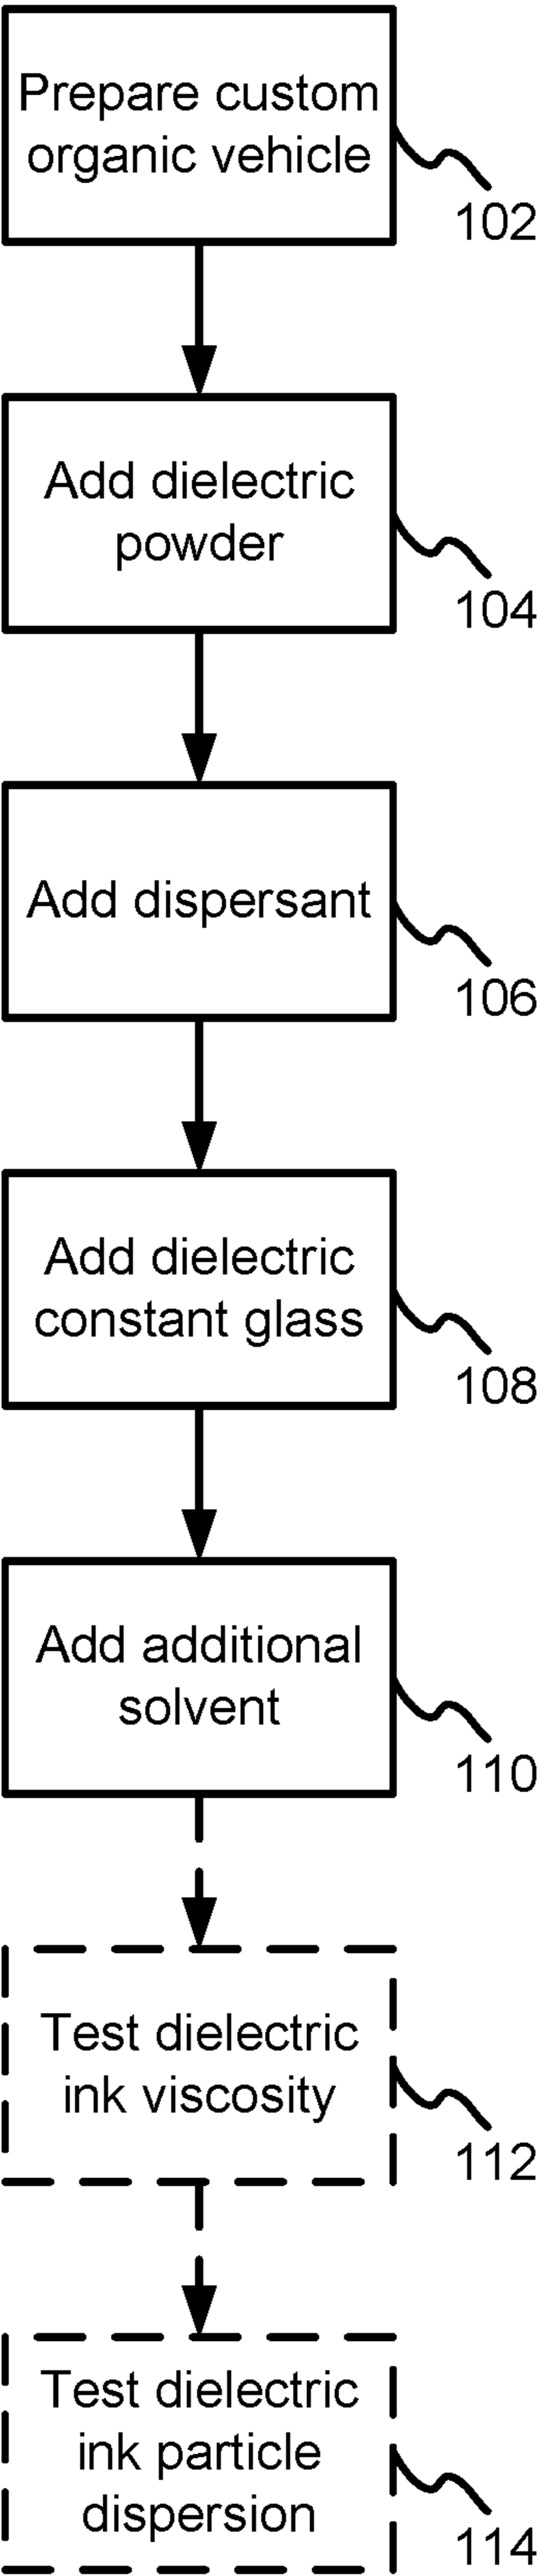 Prepare custom
organic vehicle
102
Add dielectric
powder
104
Add dispersant
106
Add dielectric
constant glass
108
Add additional
solvent
110
Test dielectric
ink viscosity
112
Test dielectric
ink particle
dispersion
114